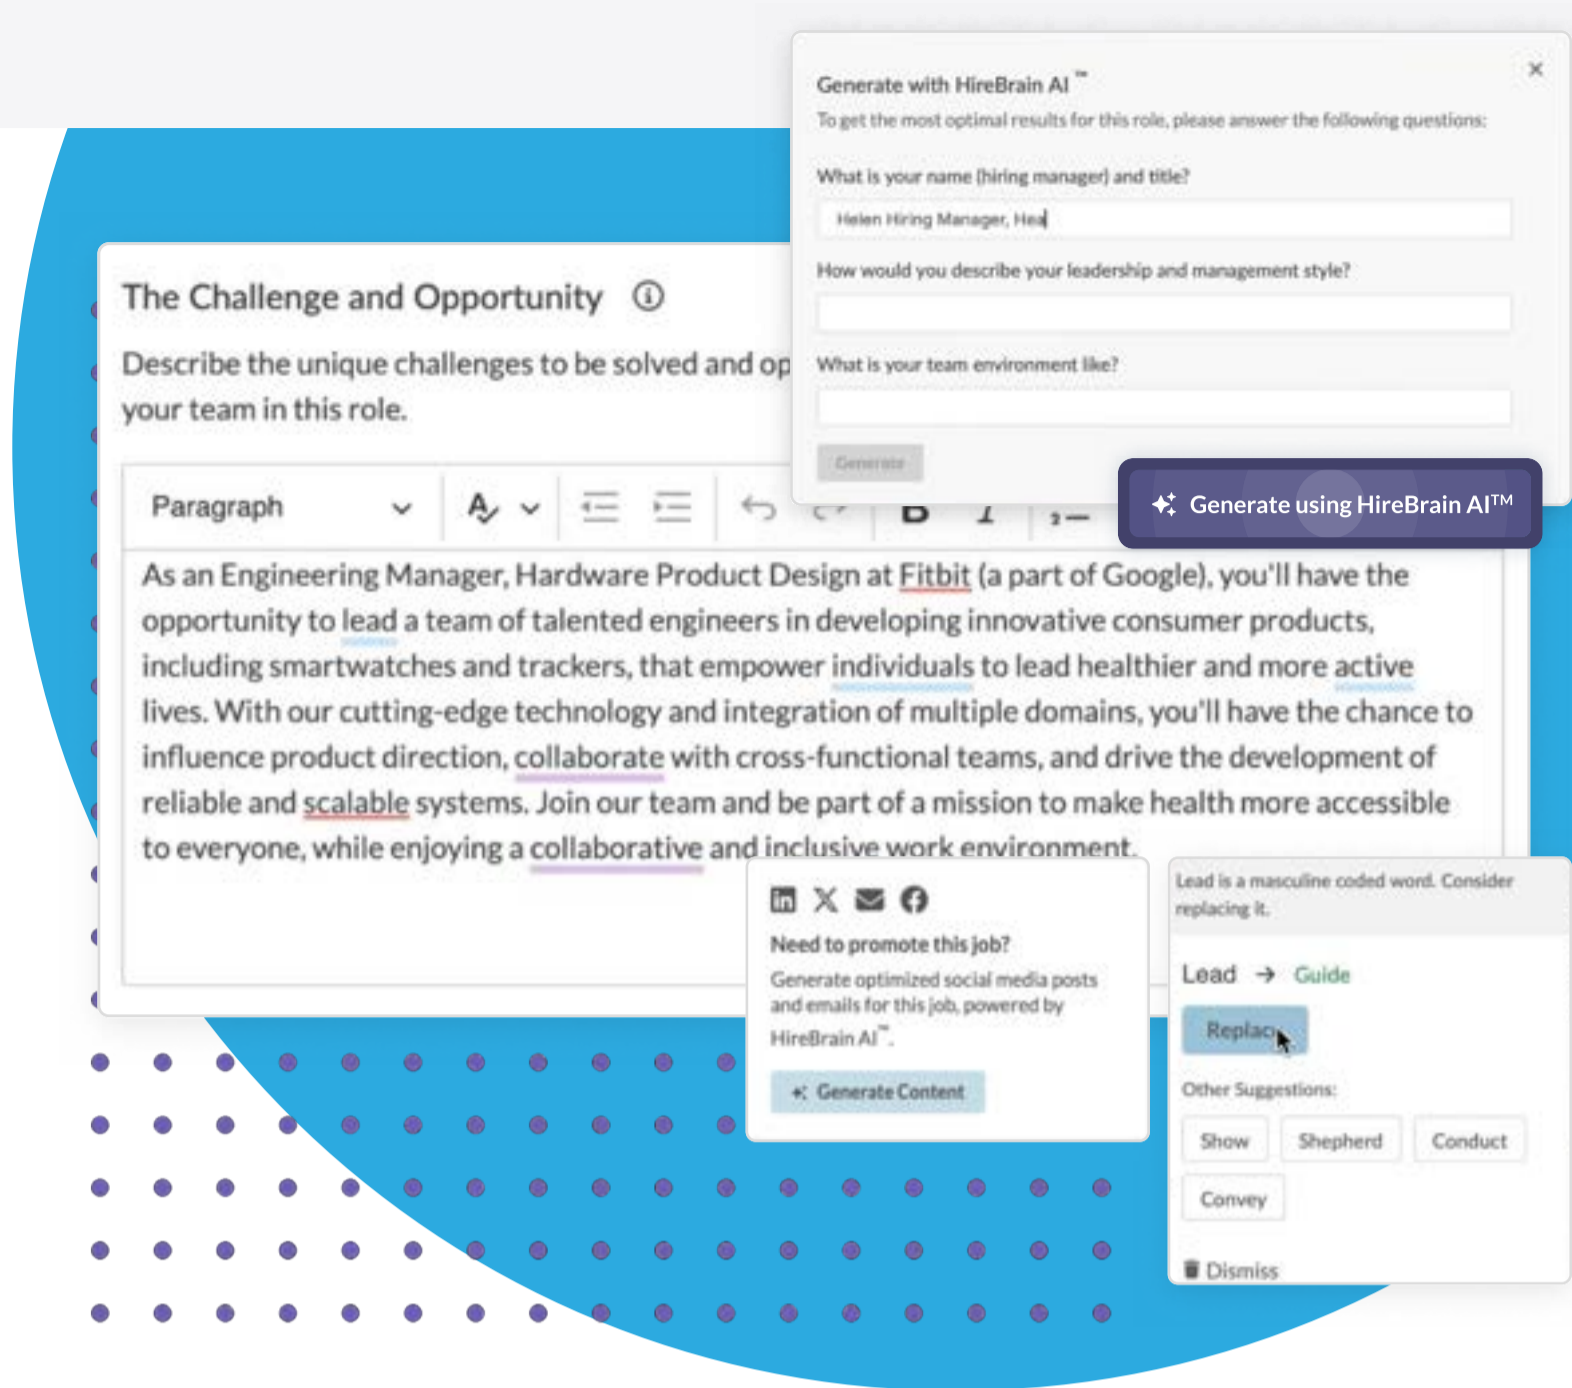 Generate with HireBrain AI ™
To get the most optimal results for this role, please answer the following questions:
What is your name (hiring manager) and title?
Helen Hiring Manager, Hea
How would you describe your leadership and management style?
What is your team environment like?
Generate
Generate using HireBrain AI™
The Challenge and Opportunity
Describe the unique challenges to be solved and op
your team in this role.
Paragraph
B I
As an Engineering Manager, Hardware Product Design at Fitbit (a part of Google), you'll have the
opportunity to lead a team of talented engineers in developing innovative consumer products,
including smartwatches and trackers, that empower individuals to lead healthier and more active
lives. With our cutting-edge technology and integration of multiple domains, you'll have the chance to
influence product direction, collaborate with cross-functional teams, and drive the development of
reliable and scalable systems. Join our team and be part of a mission to make health more accessible
to everyone, while enjoying a collaborative and inclusive work environment.
Need to promote this job?
Generate optimized social media posts
and emails for this job, powered by
HireBrain AI™.
Generate Content
Lead is a masculine coded word. Consider
replacing it.
Lead → Guide
Replac
Other Suggestions:
Show Shepherd Conduct
Convey
Dismiss